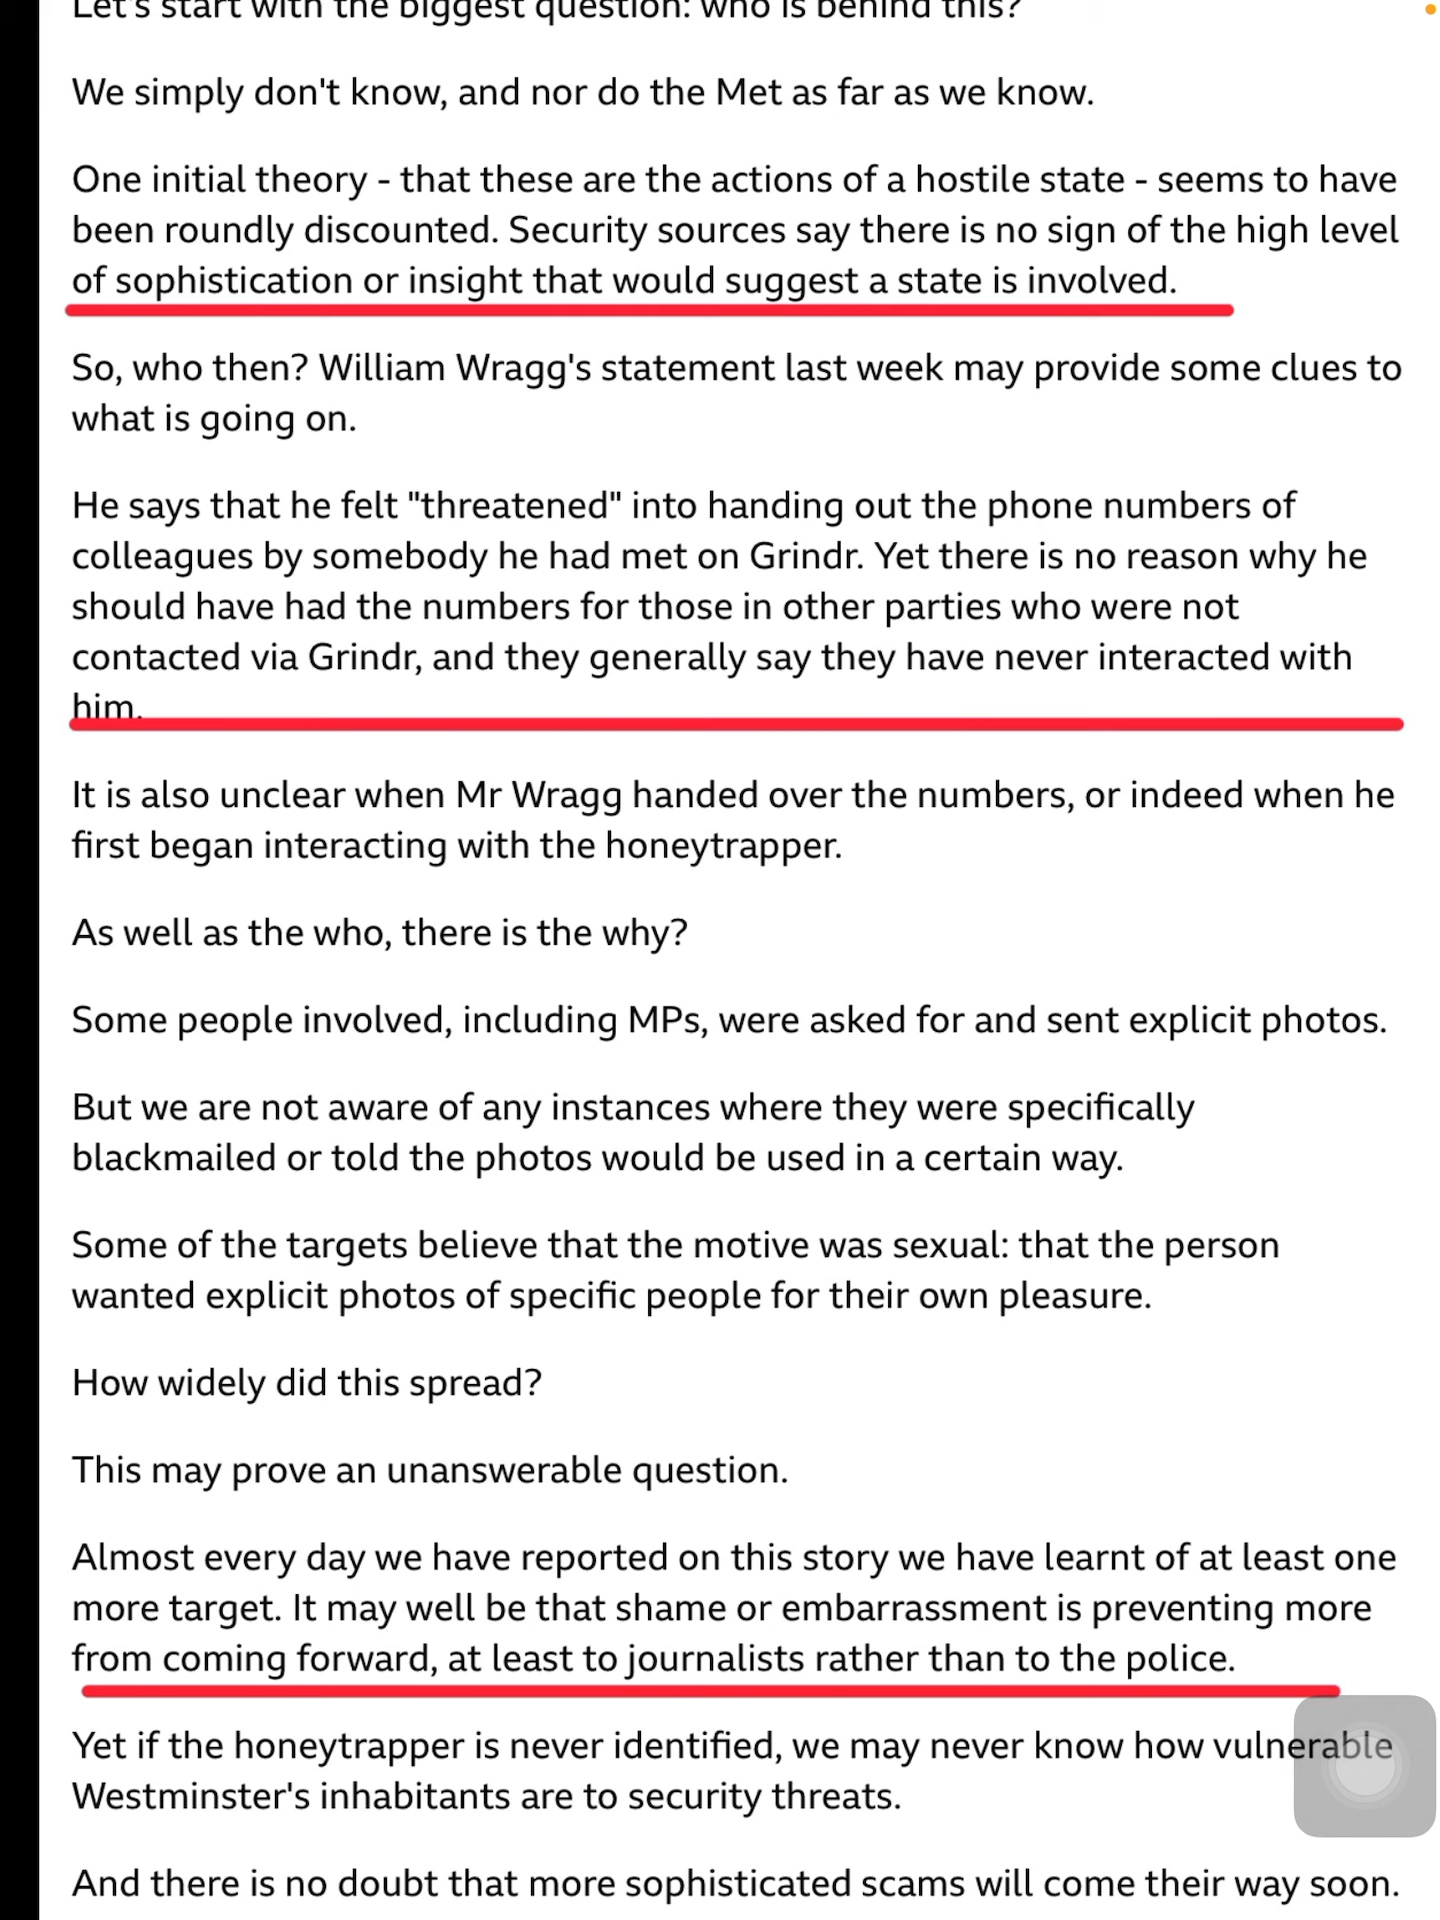 Let's start with the biggest question: who is behind this?
We simply don't know, and nor do the Met as far as we know.
One initial theory - that these are the actions of a hostile state - seems to have
been roundly discounted. Security sources say there is no sign of the high level
of sophistication or insight that would suggest a state is involved.
So, who then? William Wragg's statement last week may provide some clues to
what is going on.
He says that he felt "threatened" into handing out the phone numbers of
colleagues by somebody he had met on Grindr. Yet there is no reason why he
should have had the numbers for those in other parties who were not
contacted via Grindr, and they generally say they have never interacted with
him.
It is also unclear when Mr Wragg handed over the numbers, or indeed when he
first began interacting with the honeytrapper.
As well as the who, there is the why?
Some people involved, including MPs, were asked for and sent explicit photos.
But we are not aware of any instances where they were specifically
blackmailed or told the photos would be used in a certain way.
Some of the targets believe that the motive was sexual: that the person
wanted explicit photos of specific people for their own pleasure.
How widely did this spread?
This may prove an unanswerable question.
Almost every day we have reported on this story we have learnt of at least one
more target. It may well be that shame or embarrassment is preventing more
from coming forward, at least to journalists rather than to the police.
Yet if the honeytrapper is never identified, we may never know how vulnerable
Westminster's inhabitants are to security threats.
And there is no doubt that more sophisticated scams will come their way soon.